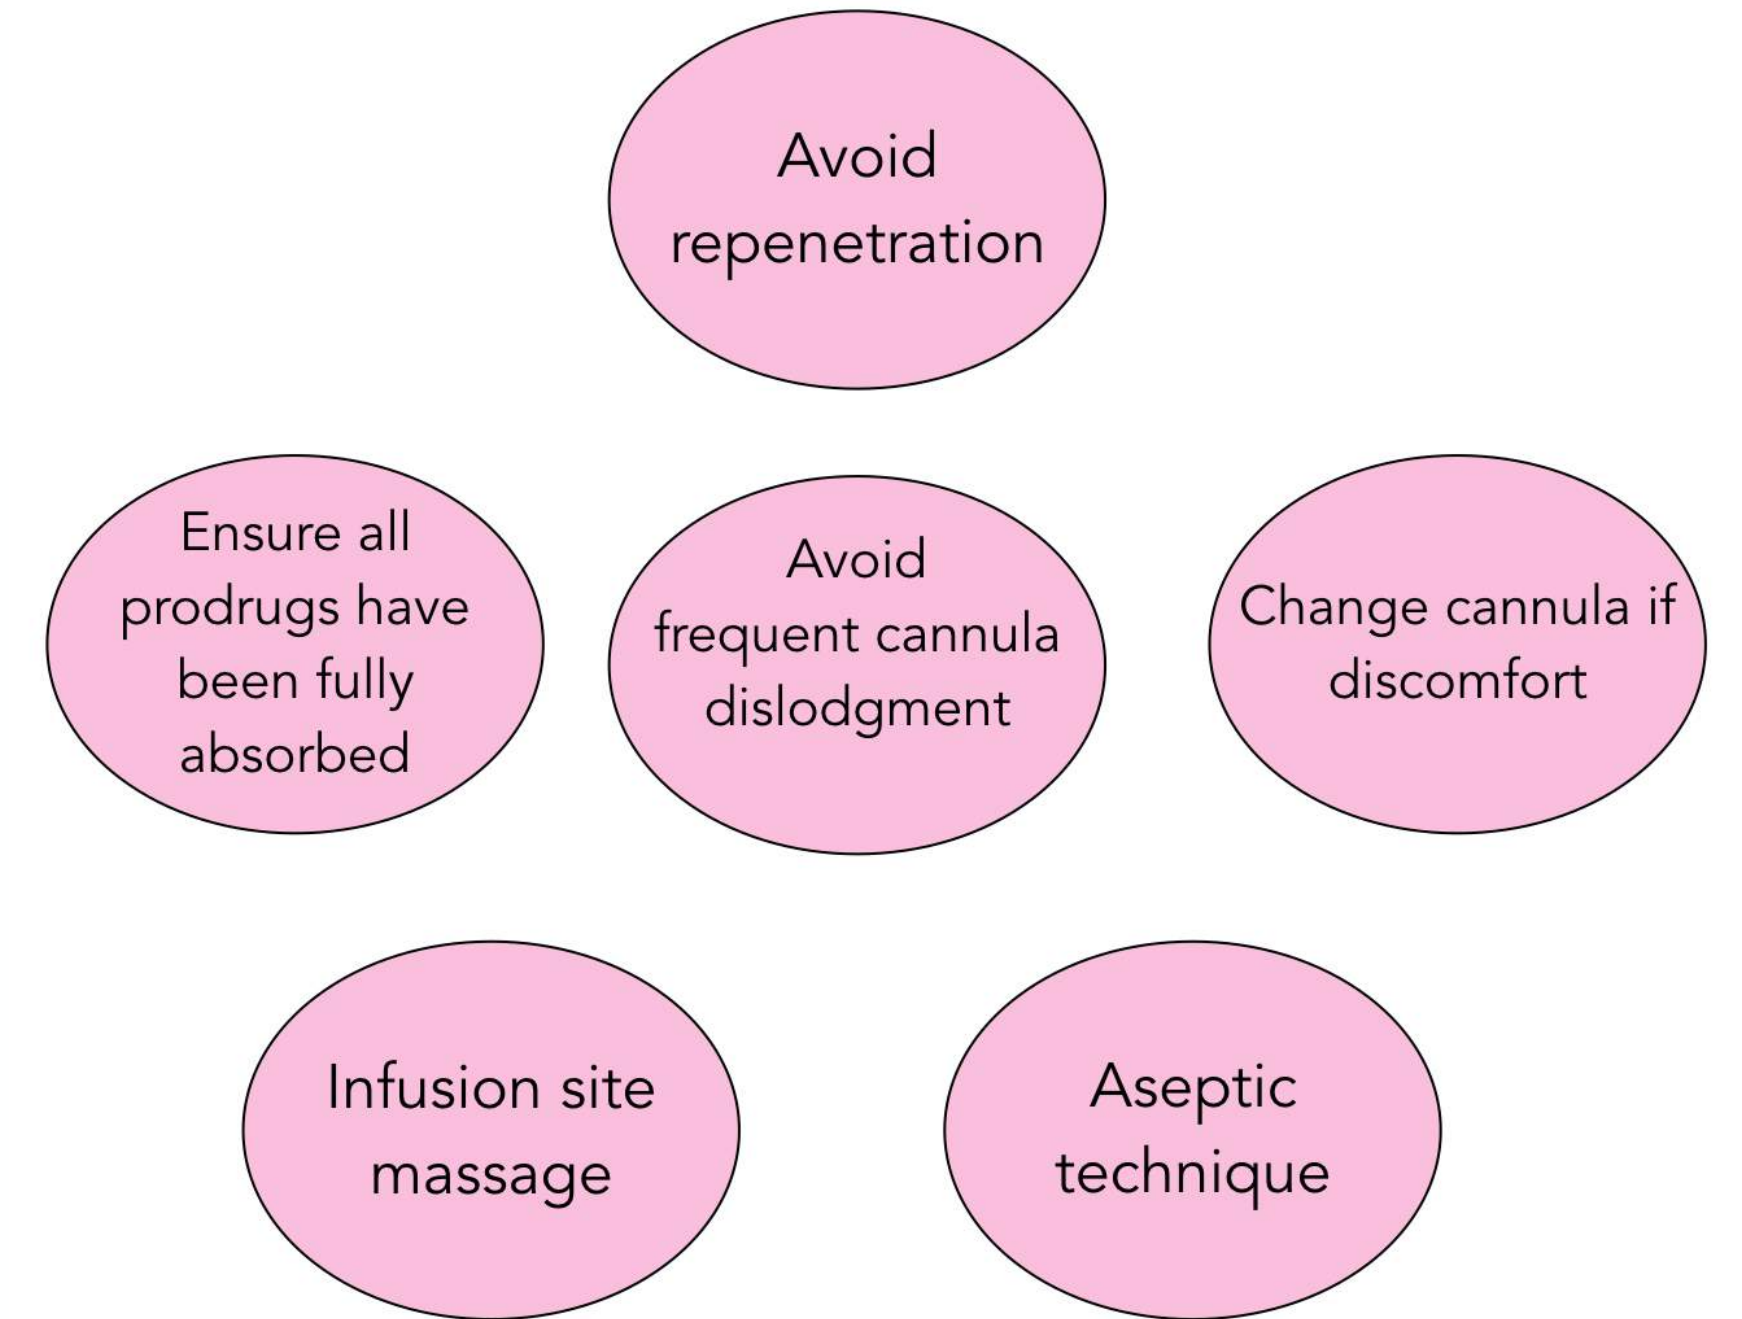 Avoid
repenetration
Ensure all
prodrugs have
been fully
absorbed
Avoid
frequent cannula
dislodgment
Change cannula if
discomfort
Infusion site
massage
Aseptic
technique